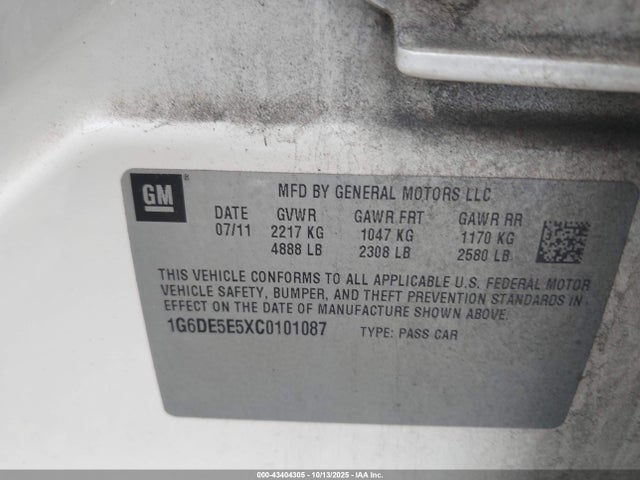 GM
MFD BY GENERAL MOTORS LLC
DATE GVWR GAWR FRT GAWR RR
07/11 2217 KG 1047 KG 1170 KG
4888 LB 2308 LB 2580 LB
THIS VEHICLE CONFORMS TO ALL APPLICABLE U.S. FEDERAL MOTOR
VEHICLE SAFETY, BUMPER, AND THEFT PREVENTION STANDARDS IN
EFFECT ON THE DATE OF MANUFACTURE SHOWN ABOVE.
1G6DE5E5XC0101087 TYPE: PASS CAR
000-43404305 | 10/13/2025 | IAA Inc.